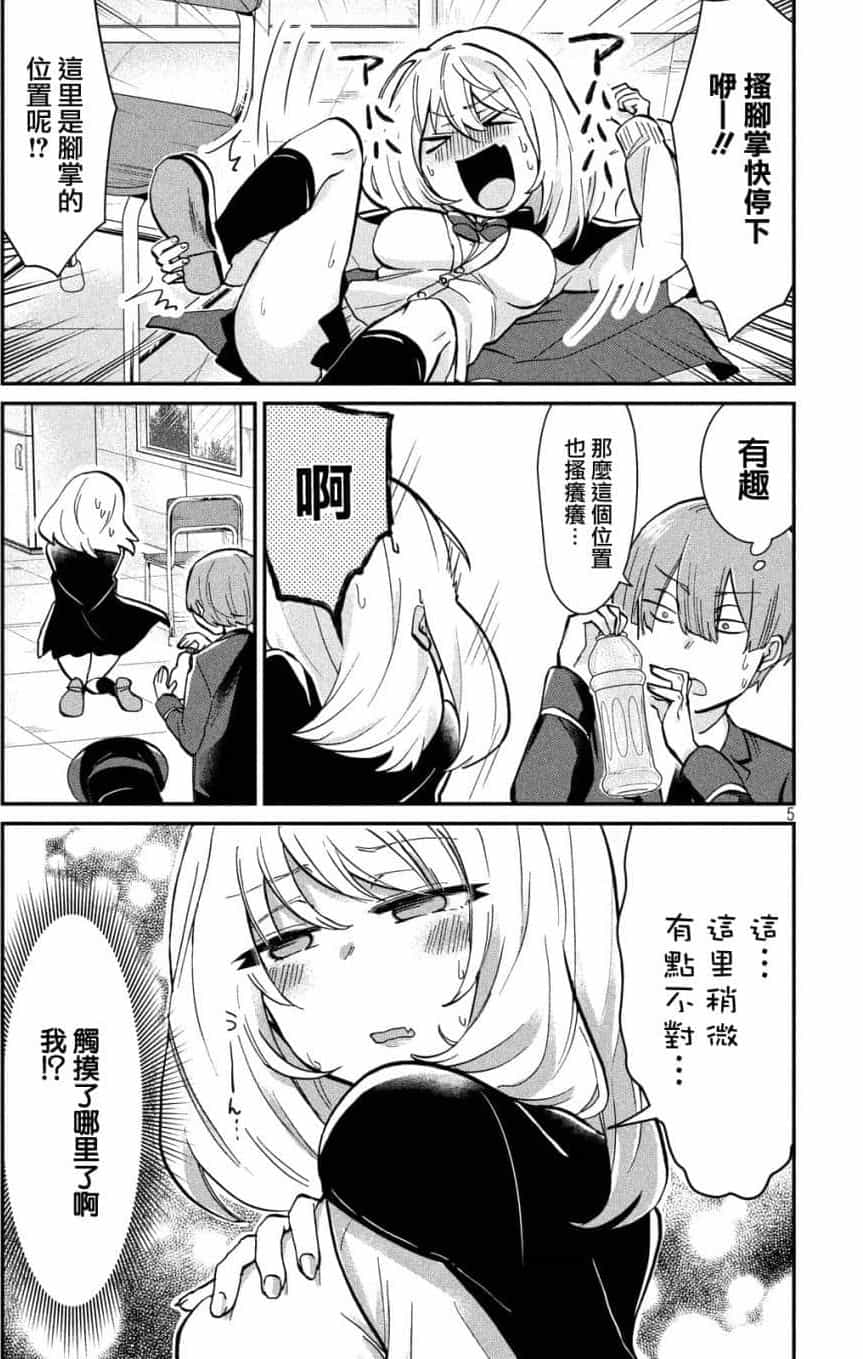 搔腳掌快停下
咿ー!!
アハ
アハ
這里是腳掌的
位置呢!?
有趣
那麼這個位置
也搔癢癢…
啊
5
這…
這里稍微
有點不對…
う
ん…
觸摸了哪里了啊
我!?